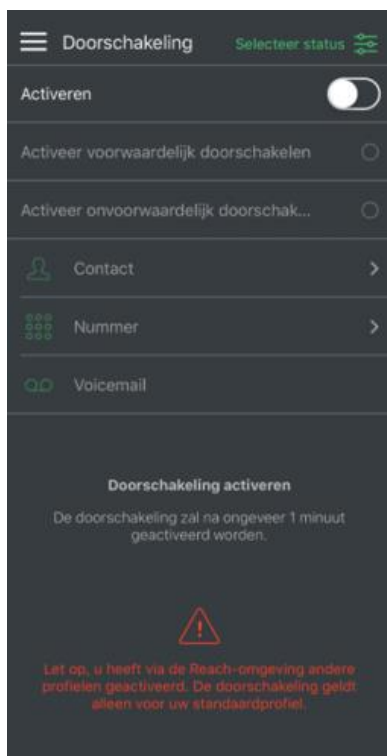 Doorschakeling Selecteer status
Activeren
Activeer voorwaardelijk doorschakelen
Activeer onvoorwaardelijk doorschak...
Contact
Nummer
Voicemail
Doorschakeling activeren
De doorschakeling zal na ongeveer 1 minuut
geactiveerd worden.
Let op, u heeft via de Reach-omgeving andere
profielen geactiveerd. De doorschakeling geldt
alleen voor uw standaardprofiel.